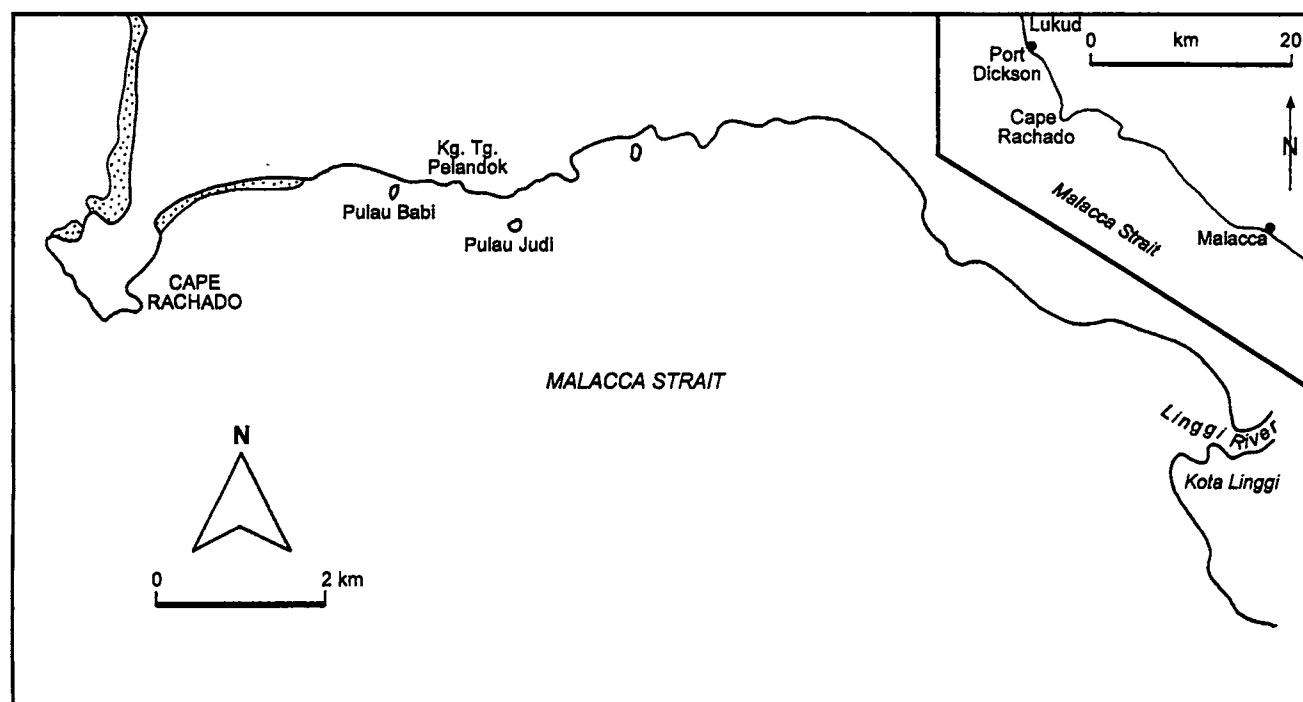 Lukud
0 km 20
Port
Dickson
Cape
Rachado
N
Malacca Strait
Malacca
Kg. Tg.
Pelandok
Pulau Babi
Pulau Judi
CAPE
RACHADO
MALACCA STRAIT
Linggi River
Kota Linggi
N
0 2 km